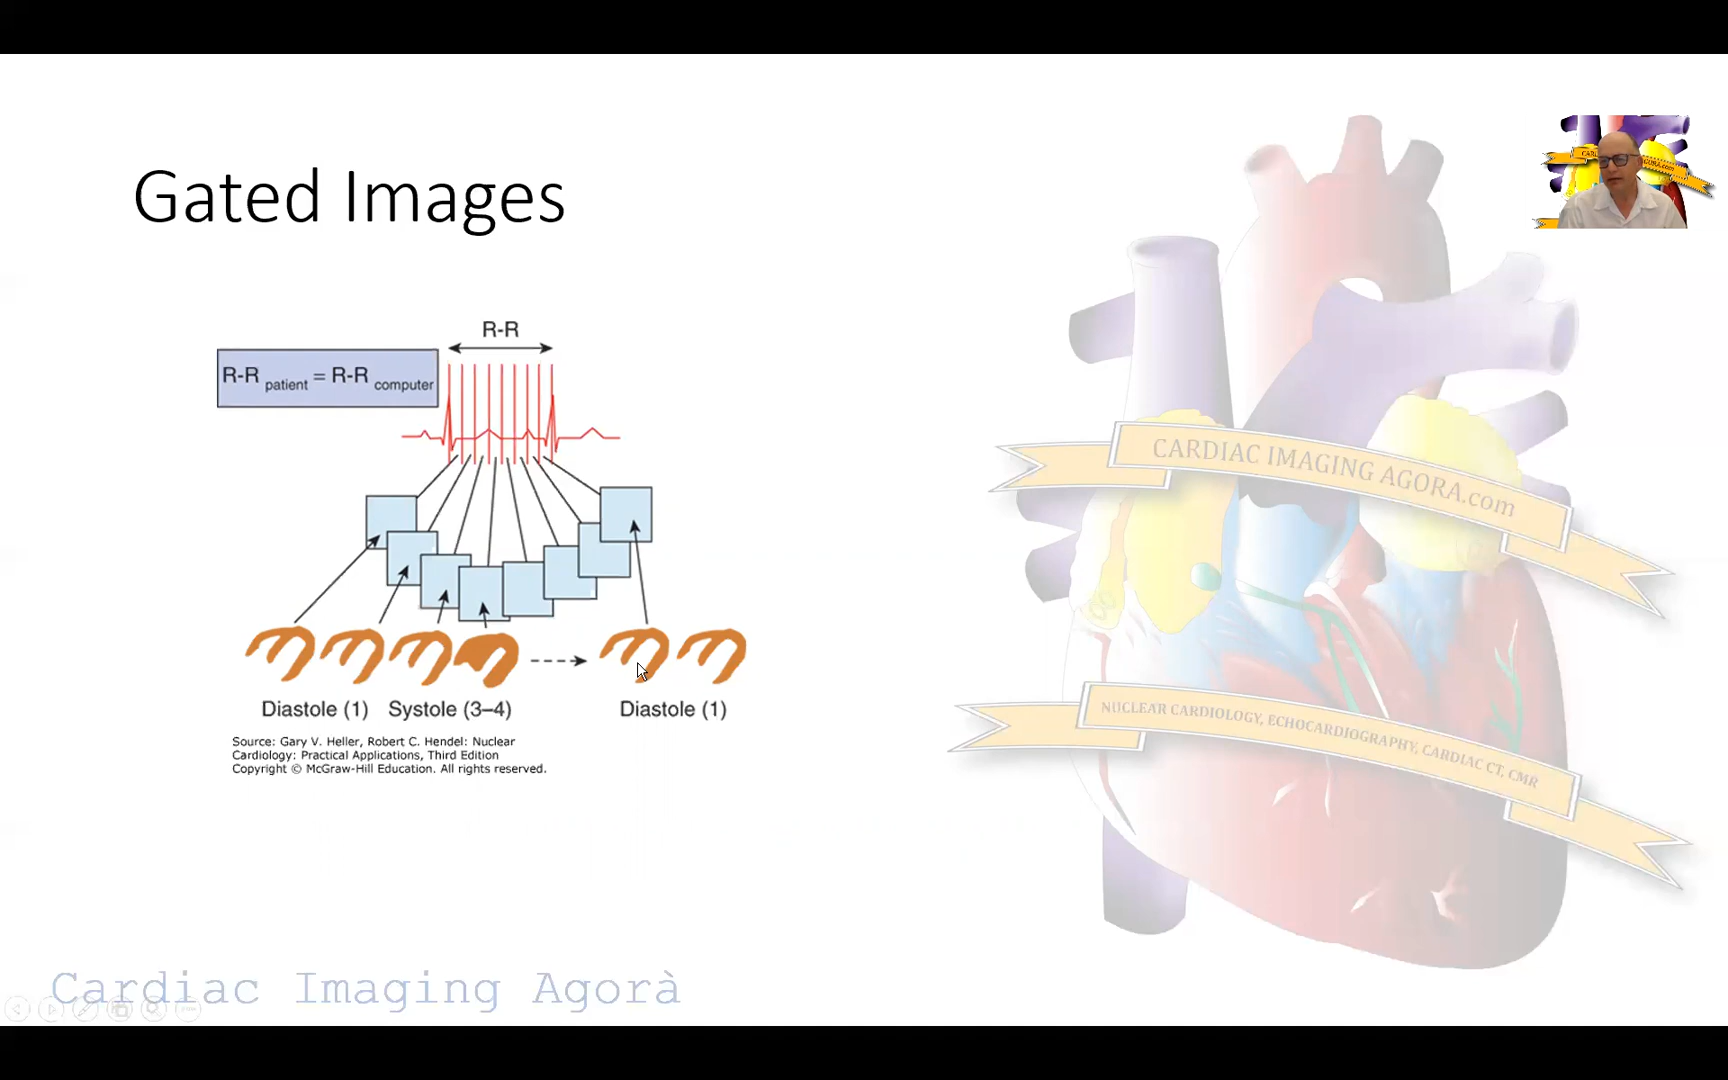 Gated Images
R-R
R-R patient = R-R computer
Diastole (1) Systole (3–4) Diastole (1)
Source: Gary V. Heller, Robert C. Hendel: Nuclear
Cardiology: Practical Applications, Third Edition
Copyright © McGraw-Hill Education. All rights reserved.
CARDIAC IMAGING AGORA.com
NUCLEAR CARDIOLOGY, ECHOCARDIOGRAPHY, CARDIAC CT, CMR
Cardiac Imaging Agorà